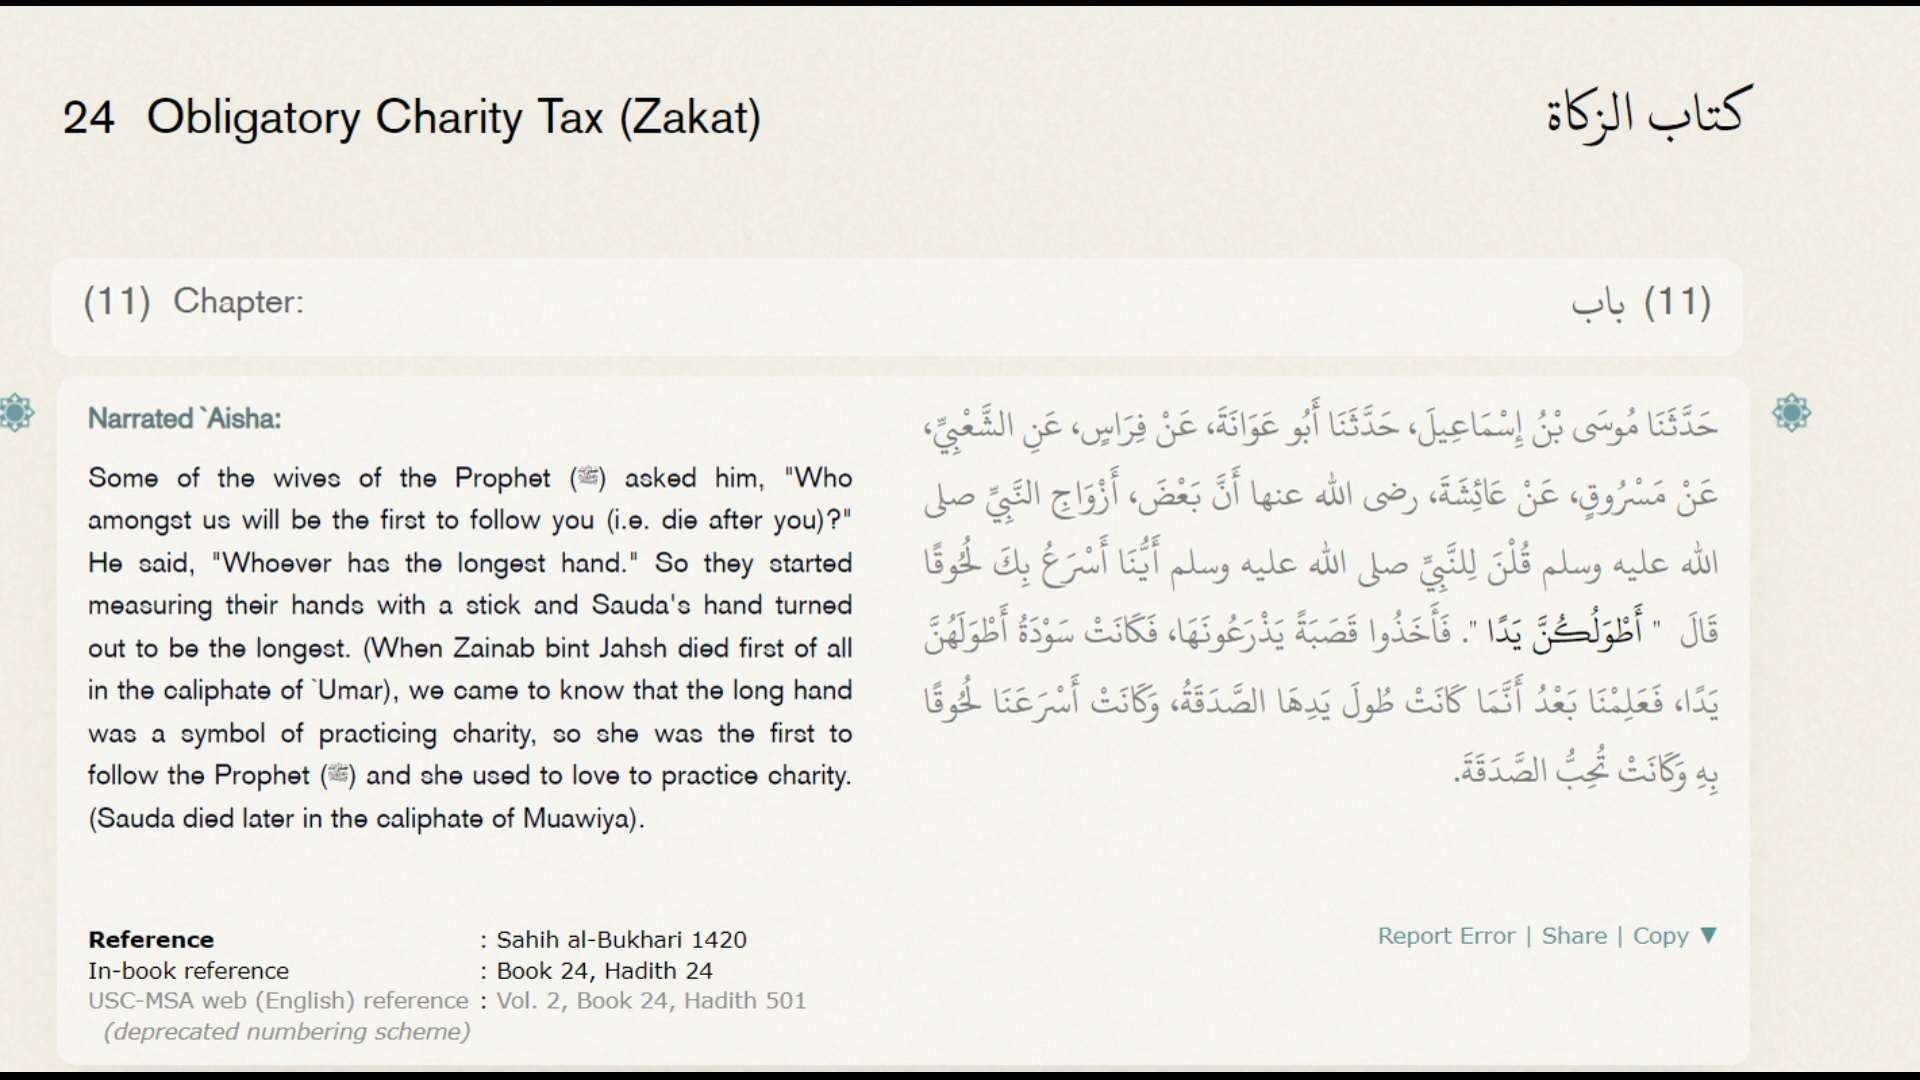 24 Obligatory Charity Tax (Zakat)
كتاب الزكاة
(11) Chapter:
(11) باب
Narrated `Aisha:
Some of the wives of the Prophet (ﷺ) asked him, "Who
amongst us will be the first to follow you (i.e. die after you)?"
He said, "Whoever has the longest hand." So they started
measuring their hands with a stick and Sauda's hand turned
out to be the longest. (When Zainab bint Jahsh died first of all
in the caliphate of `Umar), we came to know that the long hand
was a symbol of practicing charity, so she was the first to
follow the Prophet (ﷺ) and she used to love to practice charity.
(Sauda died later in the caliphate of Muawiya).
حَدَّثَنَا مُوسَى بْنُ إِسْمَاعِيلَ، حَدَّثَنَا أَبُو عَوَانَةَ، عَنْ فِرَاسٍ، عَنِ الشَّعْبِيِّ،
عَنْ مَسْرُوقٍ، عَنْ عَائِشَةَ، رضى الله عنها أَنَّ بَعْضَ، أَزْوَاجِ النَّبِيِّ صلى
الله عليه وسلم قُلْنَ لِلنَّبِيِّ صلى الله عليه وسلم أَيُّنَا أَسْرَعُ بِكَ لُحُوقًا
قَالَ " أَطْوَلُكُنَّ يَدًا ". فَأَخَذُوا قَصَبَةً يَذْرَعُونَهَا، فَكَانَتْ سَوْدَةُ أَطْوَلَهُنَّ
يَدًا، فَعَلِمْنَا بَعْدُ أَنَّمَا كَانَتْ طُولَ يَدِهَا الصَّدَقَةُ، وَكَانَتْ أَسْرَعَنَا لُحُوقًا
بِهِ وَكَانَتْ تُحِبُّ الصَّدَقَةَ.
Reference : Sahih al-Bukhari 1420
In-book reference : Book 24, Hadith 24
USC-MSA web (English) reference : Vol. 2, Book 24, Hadith 501
(deprecated numbering scheme)
Report Error | Share | Copy ▼